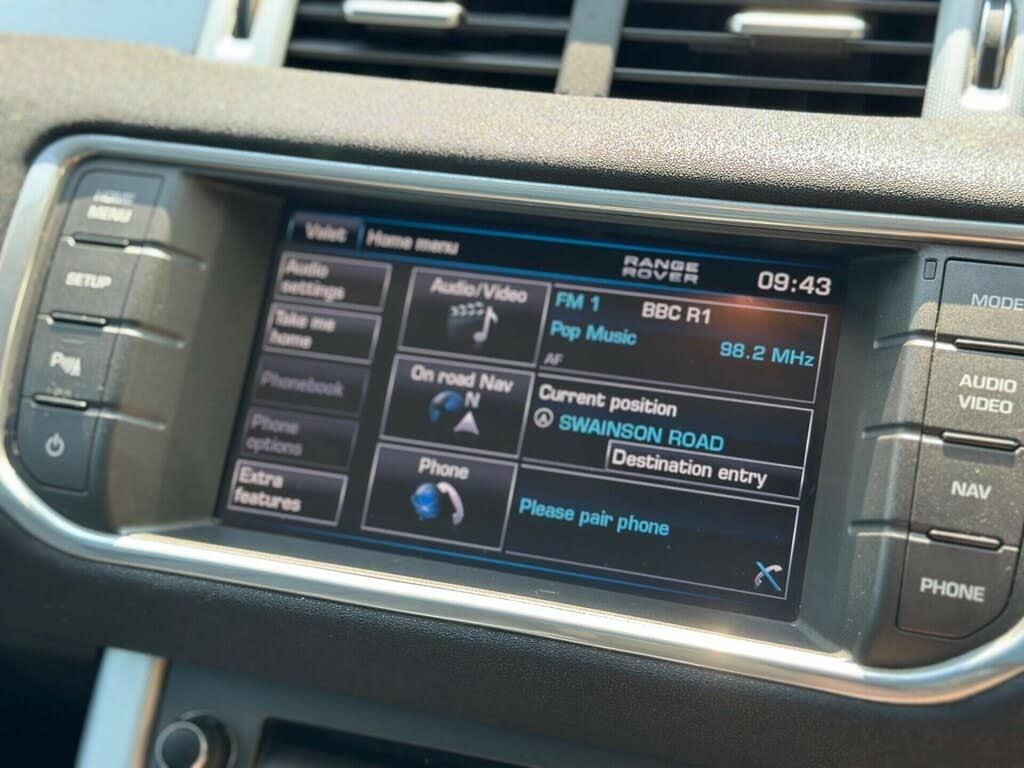 HOME
MENU
SETUP
Valet
Home menu
RANGE
ROVER
09:43
Audio
settings
Take me
home
Phonebook
Phone
options
Extra
features
Audio/Video
FM 1
BBC R1
Pop Music
98.2 MHz
AF
On road Nav
N
Current position
SWAINSON ROAD
Destination entry
Phone
Please pair phone
MODE
AUDIO
VIDEO
NAV
PHONE